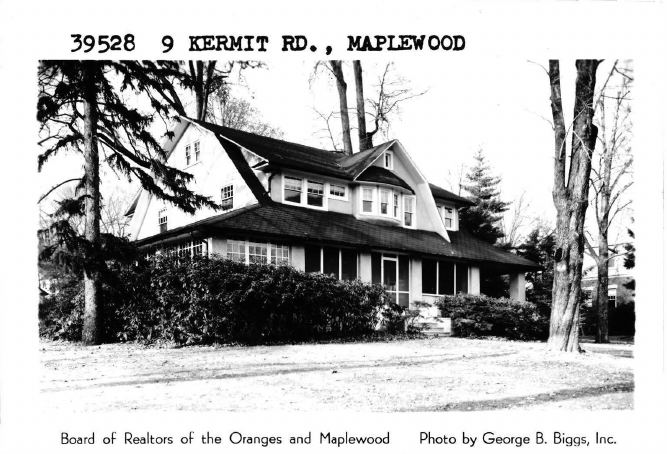 39528 9 KERMIT RD., MAPLEWOOD
Board of Realtors of the Oranges and Maplewood Photo by George B. Biggs, Inc.